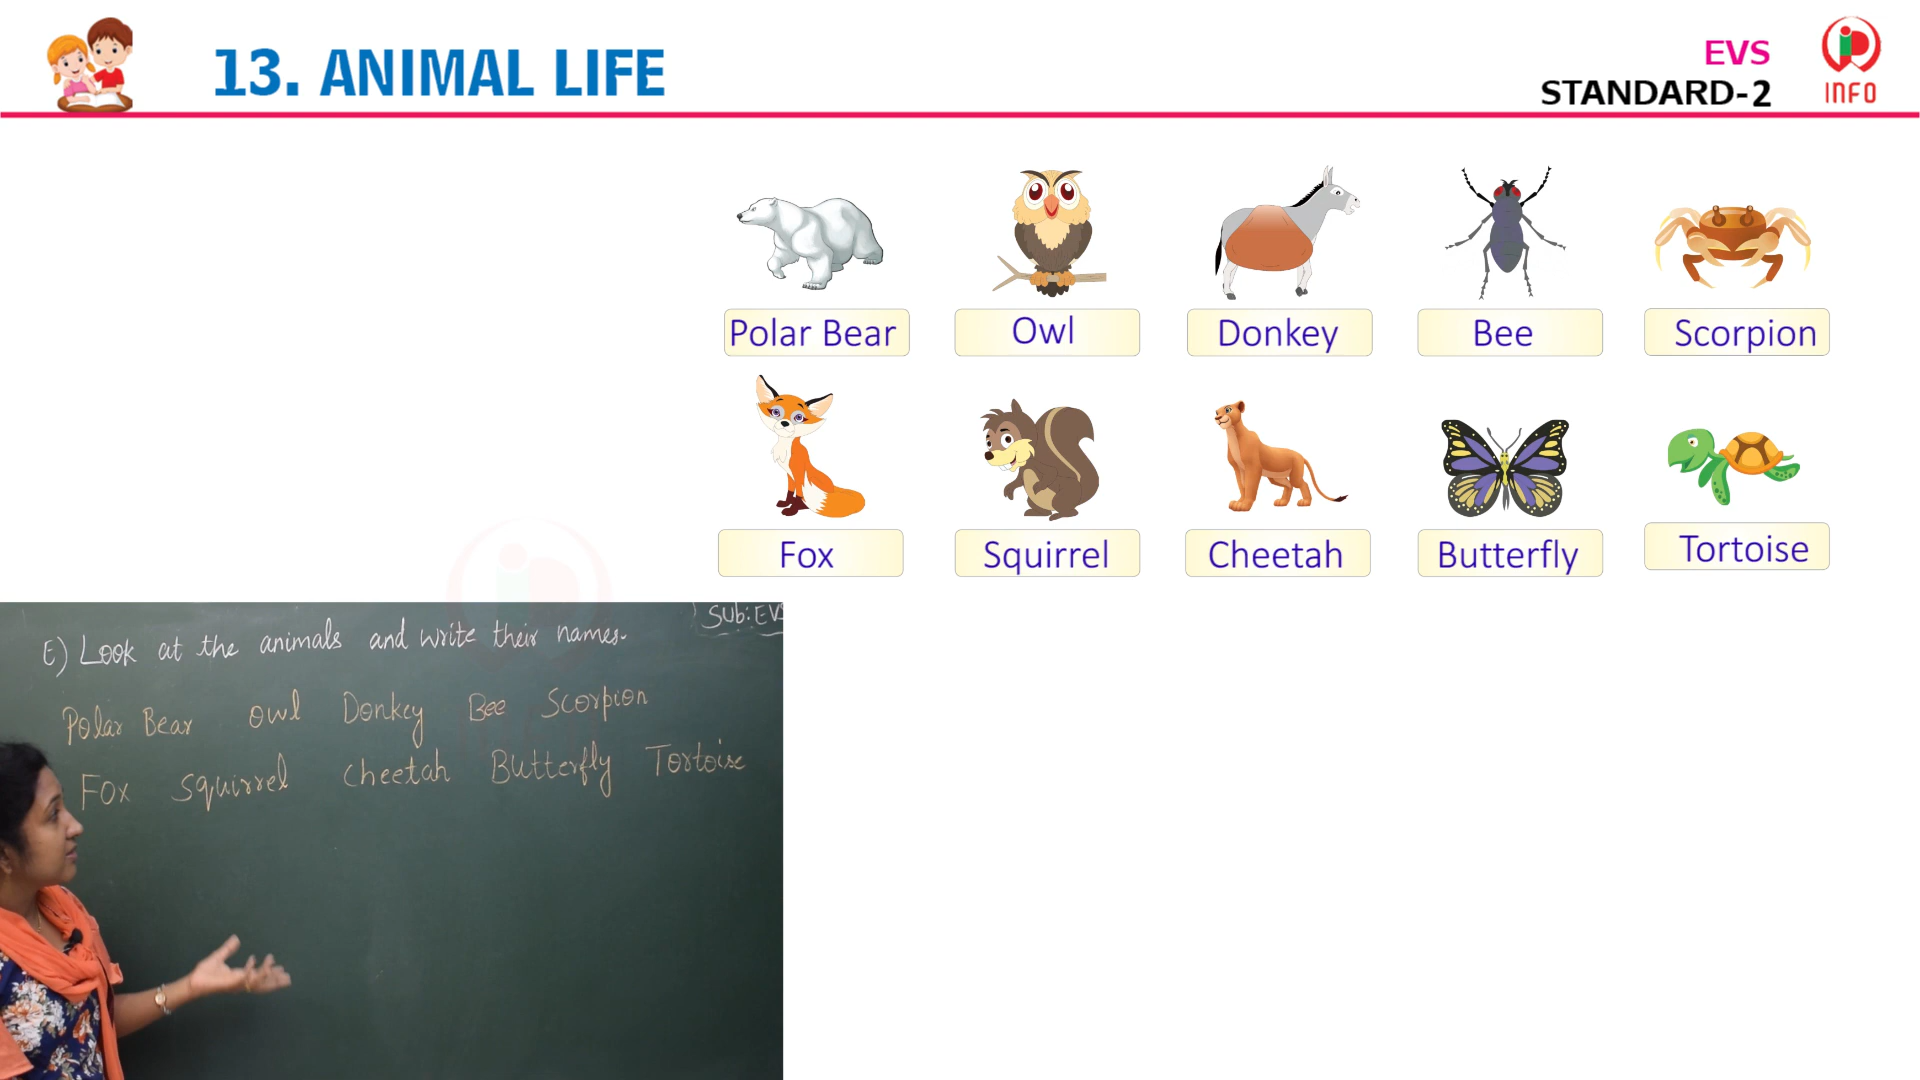 13. ANIMAL LIFE
EVS
STANDARD-2
INFO
Polar Bear Owl Donkey Bee Scorpion
Fox Squirrel Cheetah Butterfly Tortoise
Sub: EVS
E) Look at the animals and write their names.
Polar Bear Owl Donkey Bee Scorpion
Fox Squirrel Cheetah Butterfly Tortoise